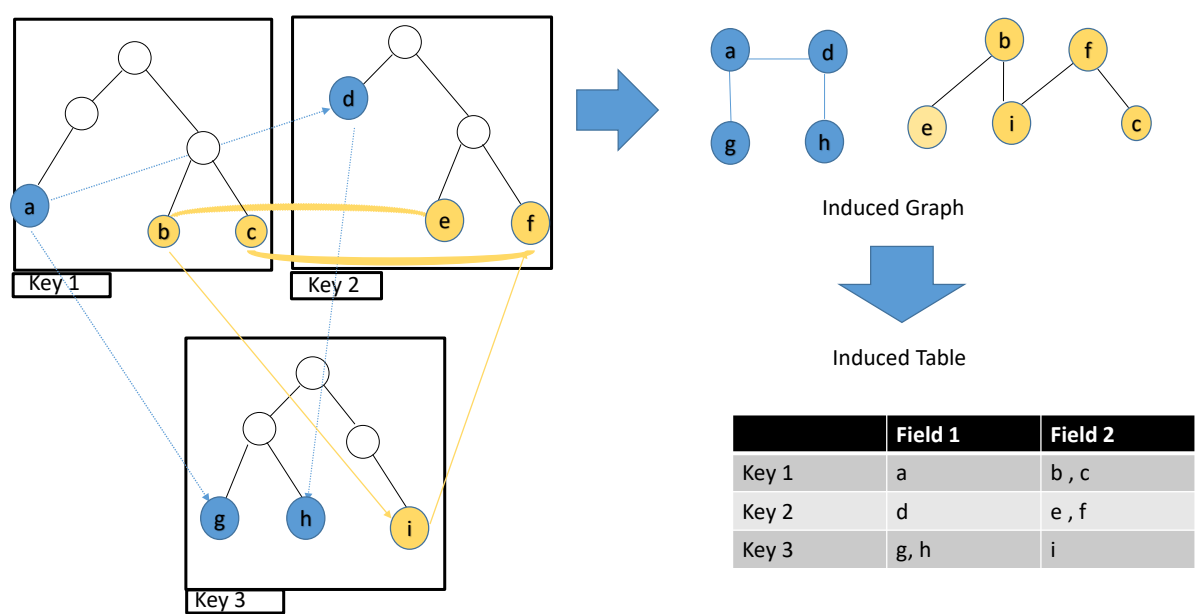 a
b
c
Key 1
d
e
f
Key 2
g
h
i
Key 3
a
d
g
h
b
f
e
i
c
Induced Graph
Induced Table
Field 1 Field 2
Key 1 a b , c
Key 2 d e , f
Key 3 g, h i